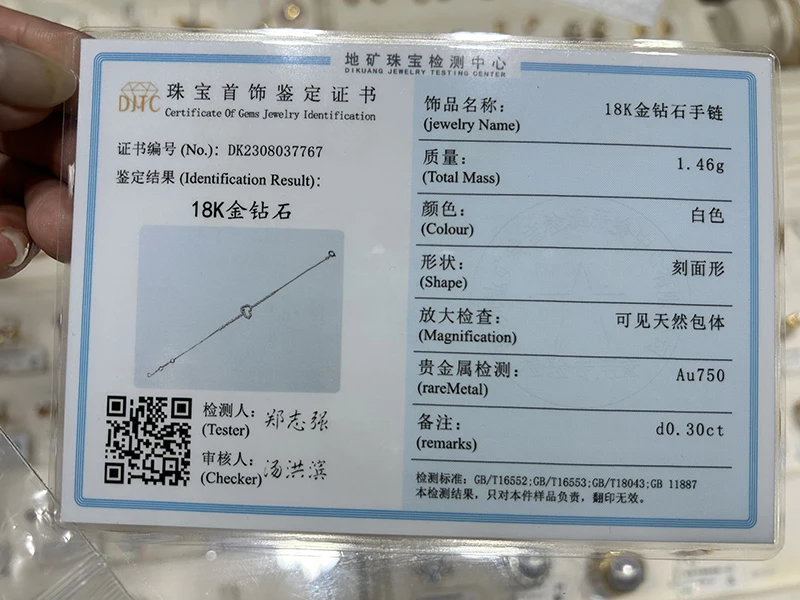 地矿珠宝检测中心
DIKUANG JEWELRY TESTING CENTER
DJTC
珠宝首饰鉴定证书
Certificate Of Gems Jewelry Identification
证书编号 (No.): DK2308037767
鉴定结果 (Identification Result):
18K金钻石
检测人:
(Tester)
郑志强
审核人:
(Checker)
汤洪滨
饰品名称:
(jewelry Name)
18K金钻石手链
质量:
(Total Mass)
1.46g
颜色:
(Colour)
白色
形状:
(Shape)
刻面形
放大检查:
(Magnification)
可见天然包体
贵金属检测:
(rareMetal)
Au750
备注:
(remarks)
d0.30ct
检测标准: GB/T16552;GB/T16553;GB/T18043;GB 11887
本检测结果，只对本件样品负责，翻印无效。